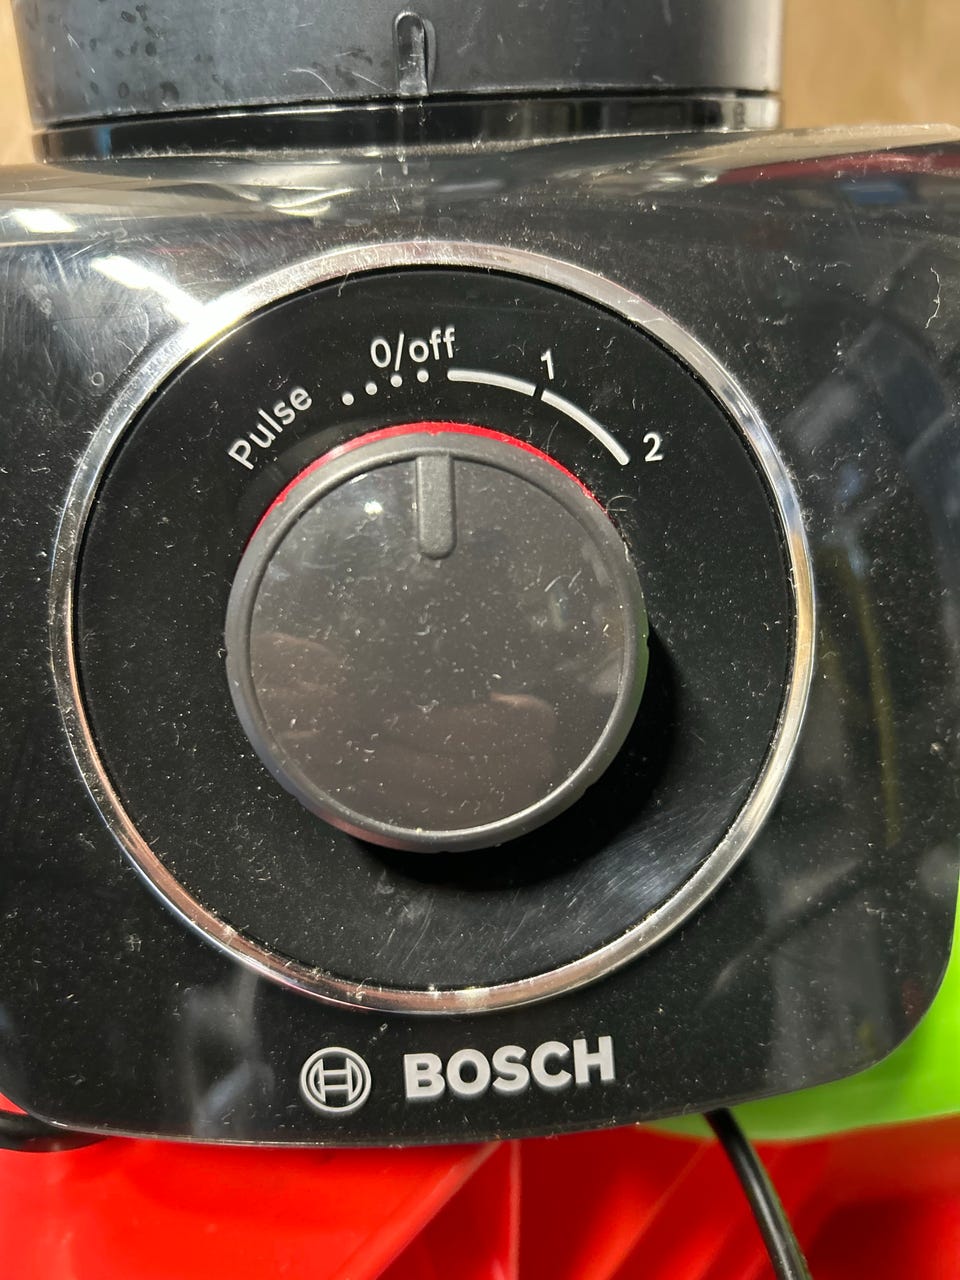 0/off
1
Pulse
2
BOSCH